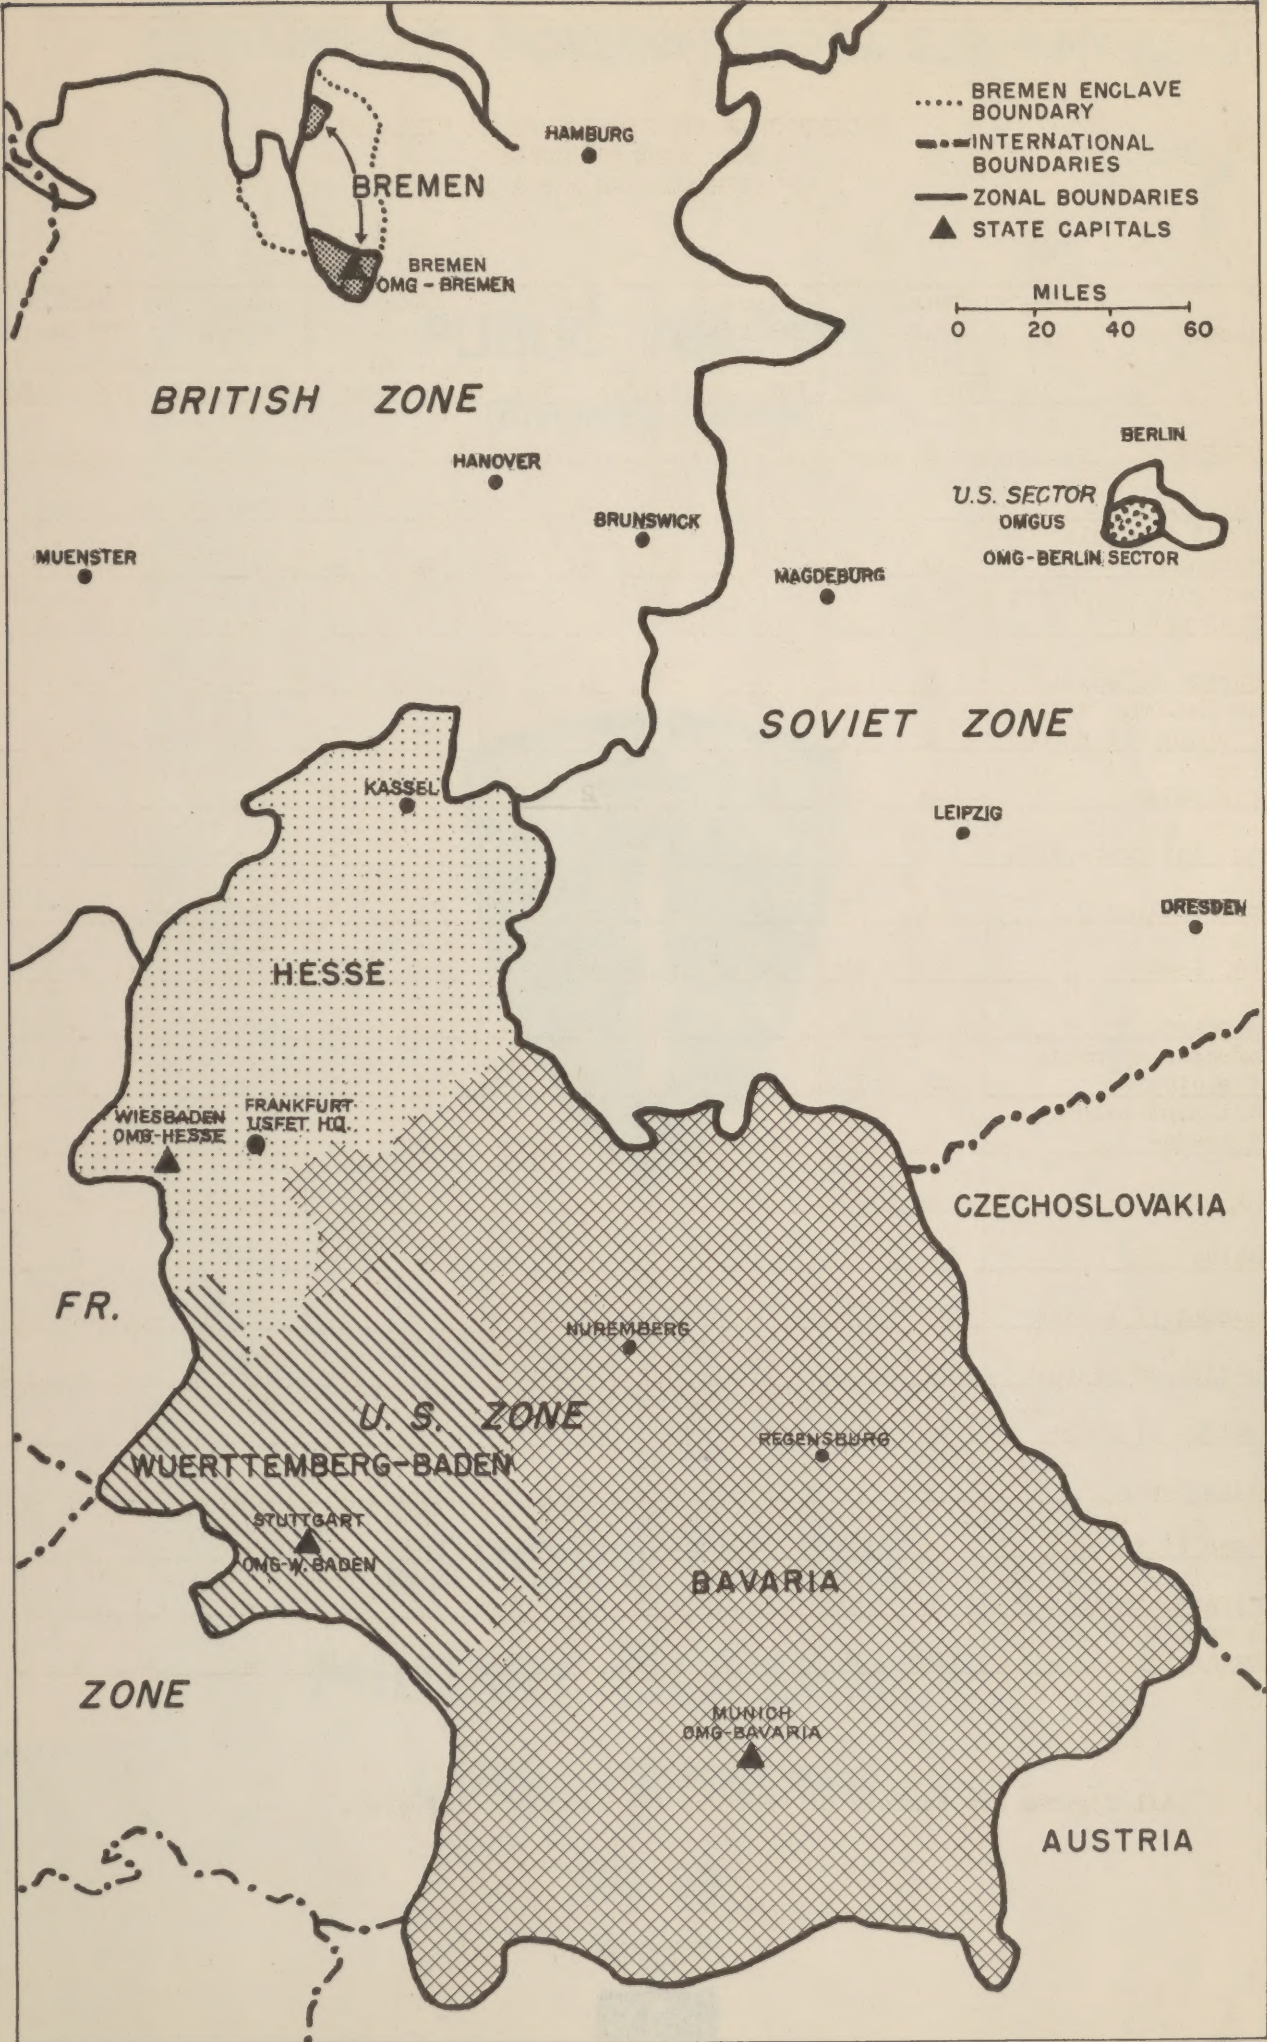 BREMEN ENCLAVE
BOUNDARY
INTERNATIONAL
BOUNDARIES
ZONAL BOUNDARIES
STATE CAPITALS
MILES
0 20 40 60
HAMBURG
BREMEN
BREMEN
OMG - BREMEN
BRITISH ZONE
HANOVER
BRUNSWICK
MUENSTER
MAGDEBURG
BERLIN
U.S. SECTOR
OMGUS
OMG-BERLIN SECTOR
SOVIET ZONE
KASSEL
LEIPZIG
DRESDEN
HESSE
WIESBADEN
OMG-HESSE
FRANKFURT
USFET HQ.
CZECHOSLOVAKIA
FR.
NUREMBERG
U.S. ZONE
WUERTTEMBERG-BADEN
REGENSBURG
STUTTGART
OMG-W. BADEN
BAVARIA
ZONE
MUNICH
OMG-BAVARIA
AUSTRIA